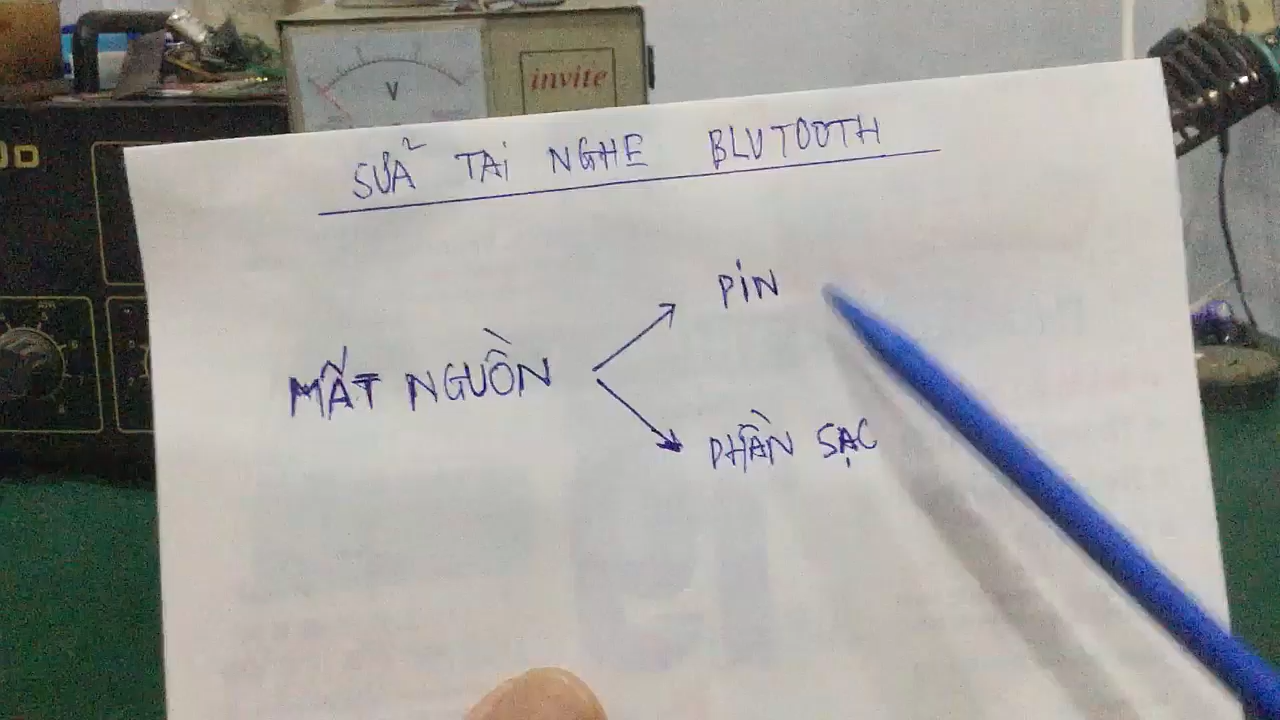 V
invite
SỬA TAi NGHE BLUTOOTH
PiN
MẤT NGUỒN
PHẦN SẠC